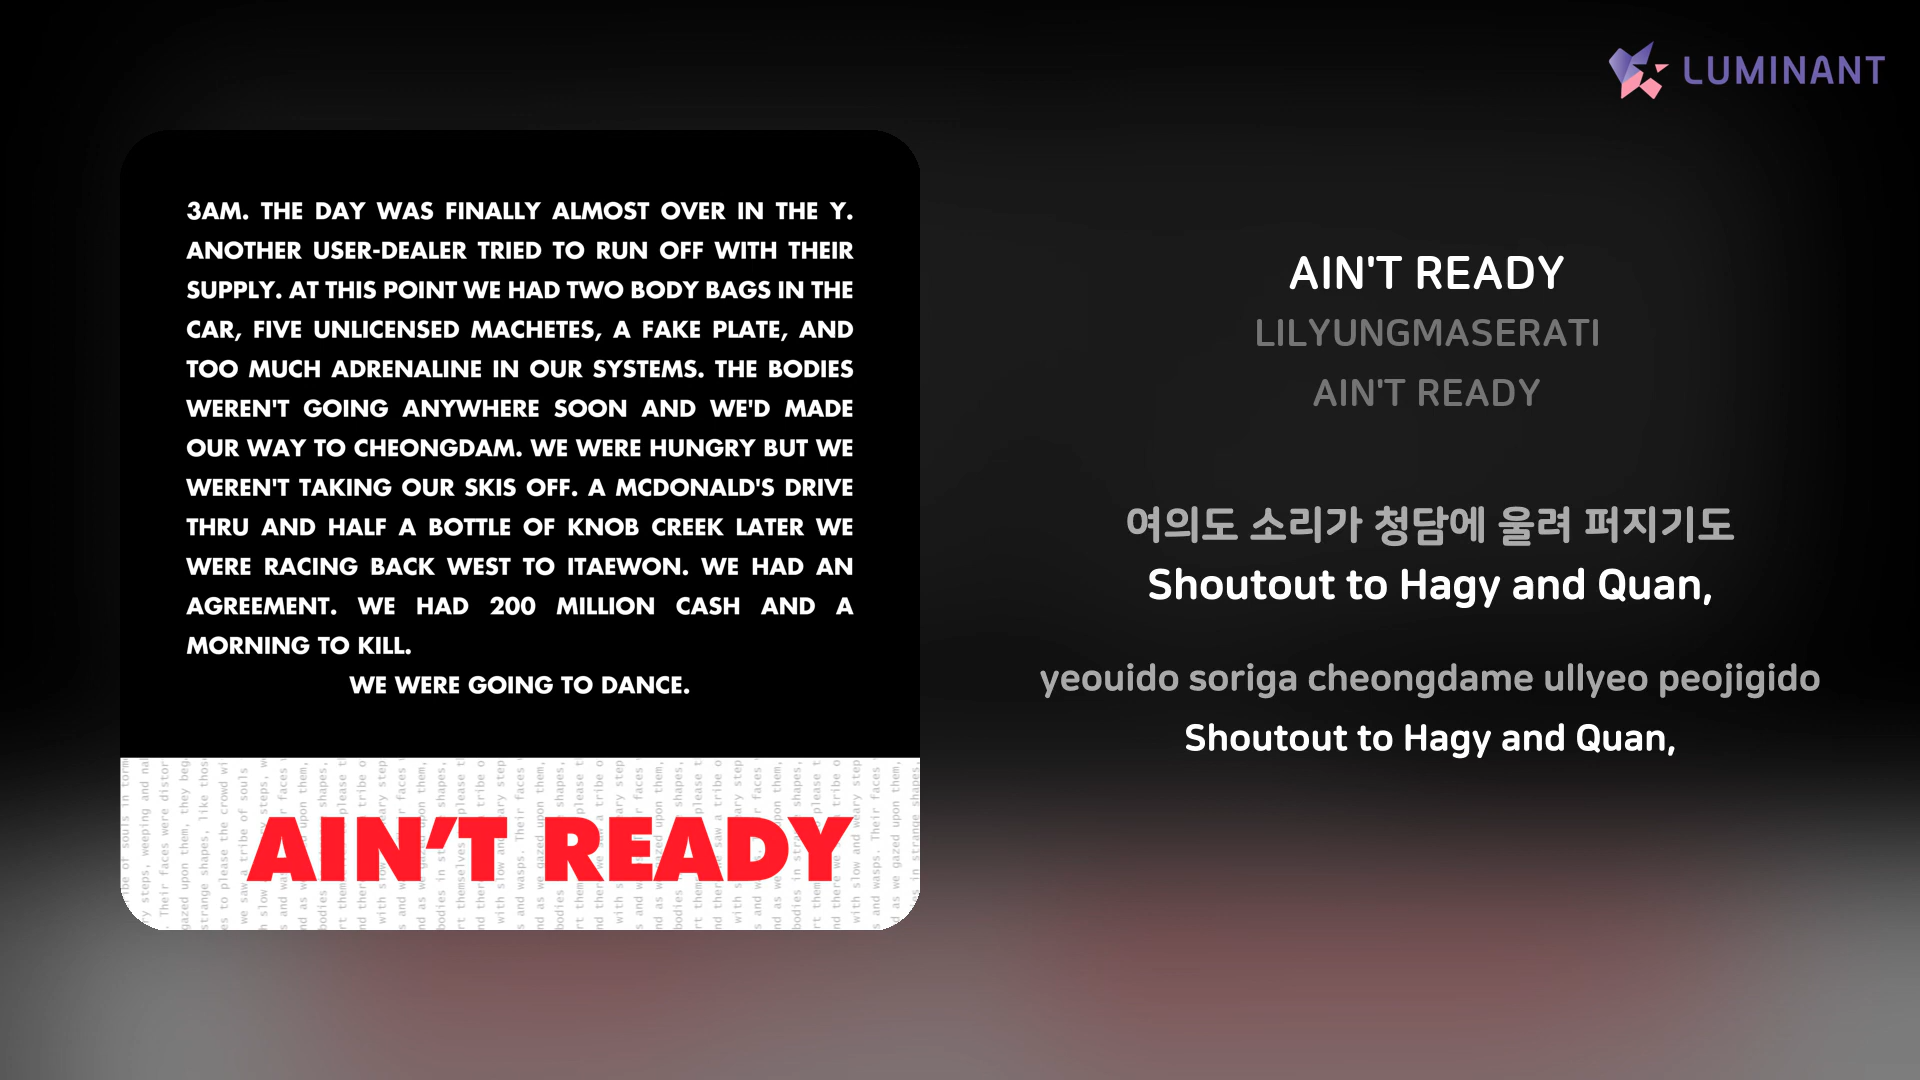 LUMINANT
3AM. THE DAY WAS FINALLY ALMOST OVER IN THE Y.
ANOTHER USER-DEALER TRIED TO RUN OFF WITH THEIR
SUPPLY. AT THIS POINT WE HAD TWO BODY BAGS IN THE
CAR, FIVE UNLICENSED MACHETES, A FAKE PLATE, AND
TOO MUCH ADRENALINE IN OUR SYSTEMS. THE BODIES
WEREN'T GOING ANYWHERE SOON AND WE'D MADE
OUR WAY TO CHEONGDAM. WE WERE HUNGRY BUT WE
WEREN'T TAKING OUR SKIS OFF. A MCDONALD'S DRIVE
THRU AND HALF A BOTTLE OF KNOB CREEK LATER WE
WERE RACING BACK WEST TO ITAEWON. WE HAD AN
AGREEMENT. WE HAD 200 MILLION CASH AND A
MORNING TO KILL.
WE WERE GOING TO DANCE.
AIN'T READY
AIN'T READY
LILYUNGMASERATI
AIN'T READY
여의도 소리가 청담에 울려 퍼지기도
Shoutout to Hagy and Quan,
yeouido soriga cheongdame ullyeo peojigido
Shoutout to Hagy and Quan,